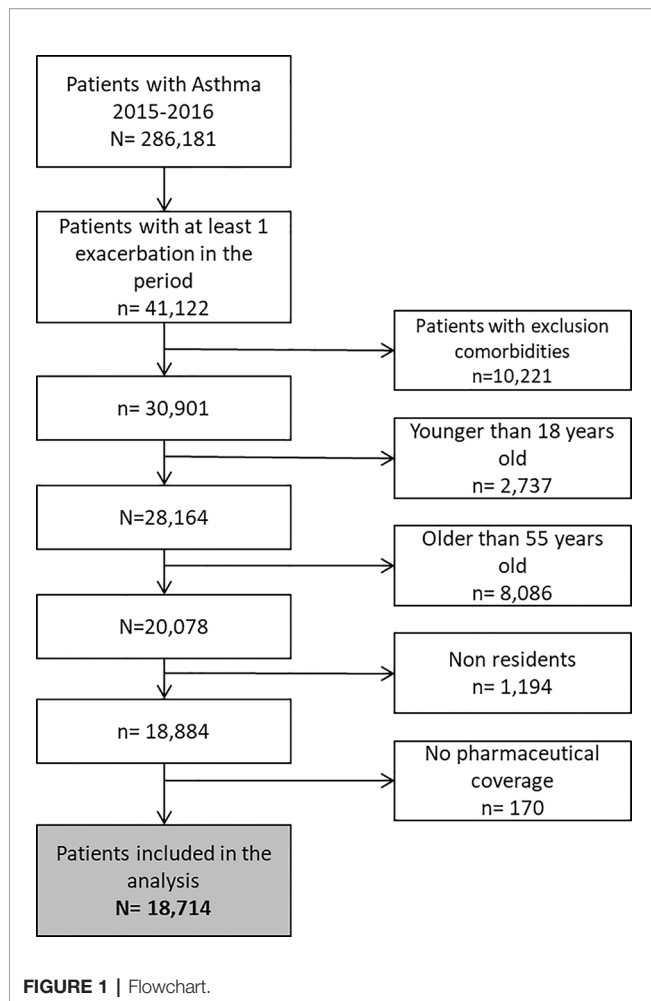 Patients with Asthma
2015-2016
N= 286,181
Patients with at least 1
exacerbation in the
period
n= 41,122
Patients with exclusion
comorbidities
n=10,221
n= 30,901
Younger than 18 years
old
n= 2,737
N=28,164
Older than 55 years
old
n= 8,086
N=20,078
Non residents
n= 1,194
n= 18,884
No pharmaceutical
coverage
n= 170
Patients included in the
analysis
N= 18,714
FIGURE 1 | Flowchart.